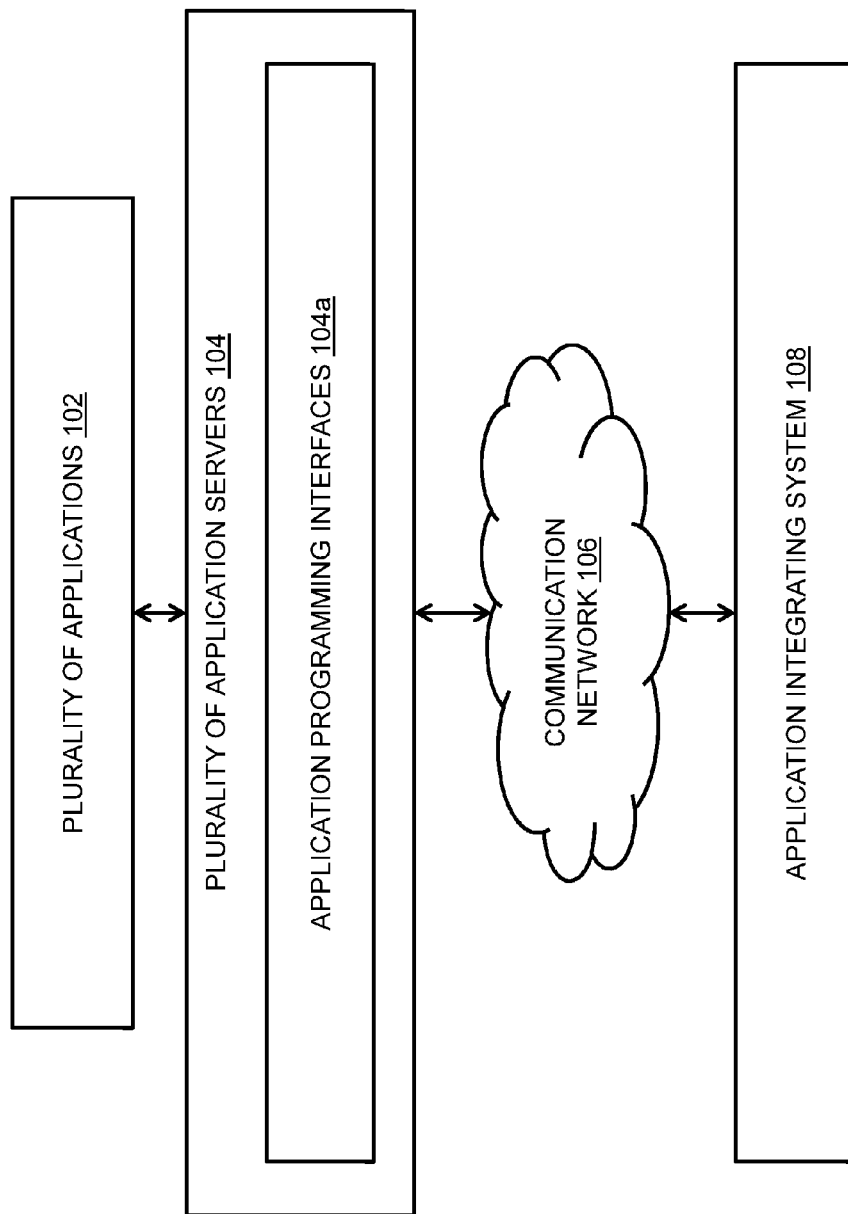 PLURALITY OF APPLICATIONS 102
PLURALITY OF APPLICATION SERVERS 104
APPLICATION PROGRAMMING INTERFACES 104a
COMMUNICATION
NETWORK 106
APPLICATION INTEGRATING SYSTEM 108